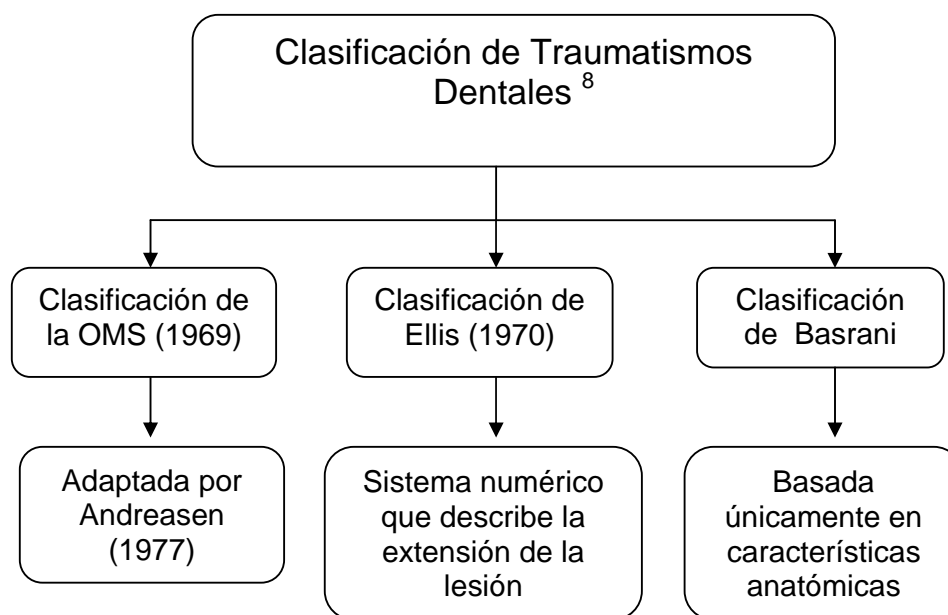 Clasificación de Traumatismos
Dentales 8
Clasificación de
la OMS (1969)
Clasificación de
Ellis (1970)
Clasificación
de Basrani
Adaptada por
Andreasen
(1977)
Sistema numérico
que describe la
extensión de la
lesión
Basada
únicamente en
características
anatómicas